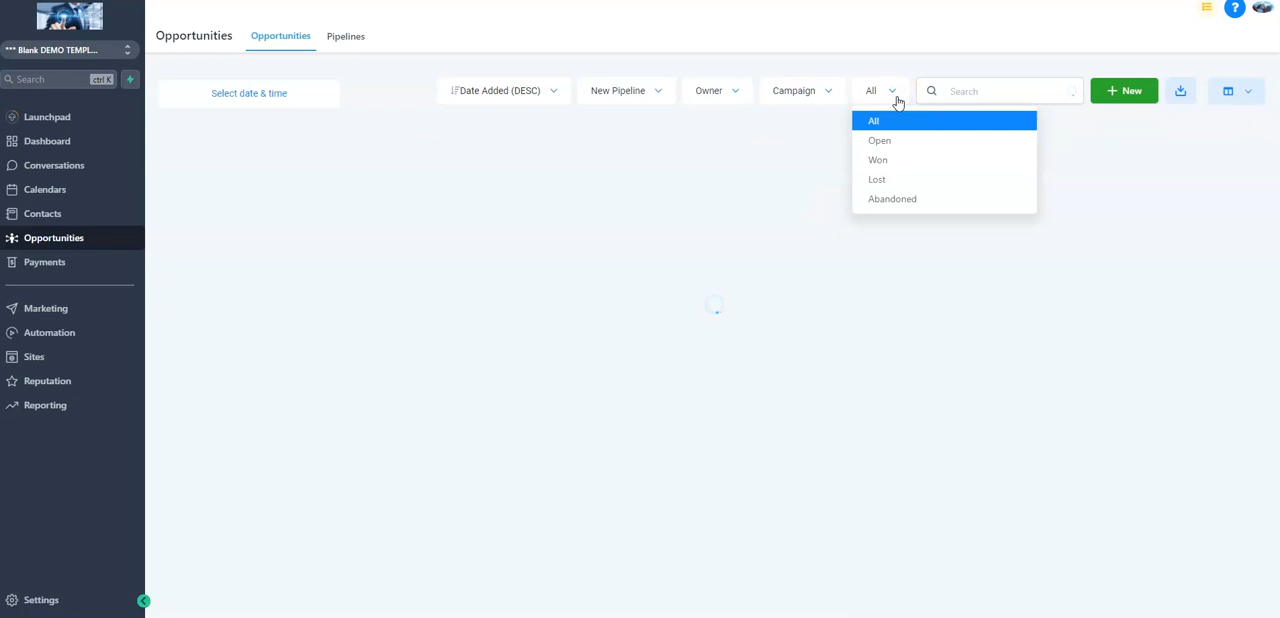 Opportunities
Opportunities
Pipelines
*** Blank DEMO TEMPL...
Search
ctrl K
Select date & time
Date Added (DESC)
New Pipeline
Owner
Campaign
All
Search
+ New
All
Open
Won
Lost
Abandoned
Launchpad
Dashboard
Conversations
Calendars
Contacts
Opportunities
Payments
Marketing
Automation
Sites
Reputation
Reporting
Settings